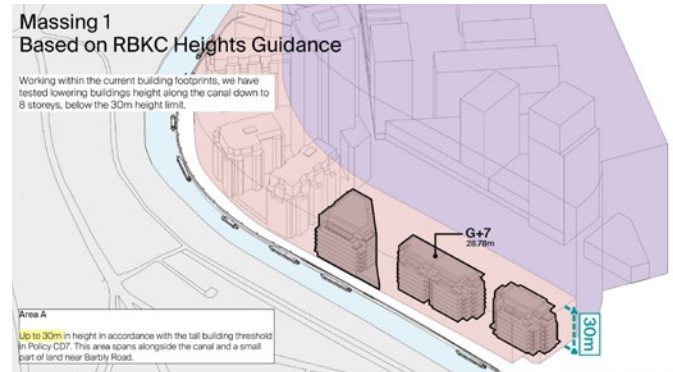 Massing 1
Based on RBKC Heights Guidance
Working within the current building footprints, we have
tested lowering buildings height along the canal down to
8 storeys, below the 30m height limit.
G+7
28.78m
30m
Area A
Up to 30m in height in accordance with the tall building threshold
in Policy CD7. This area spans alongside the canal and a small
part of land near Barbly Road.